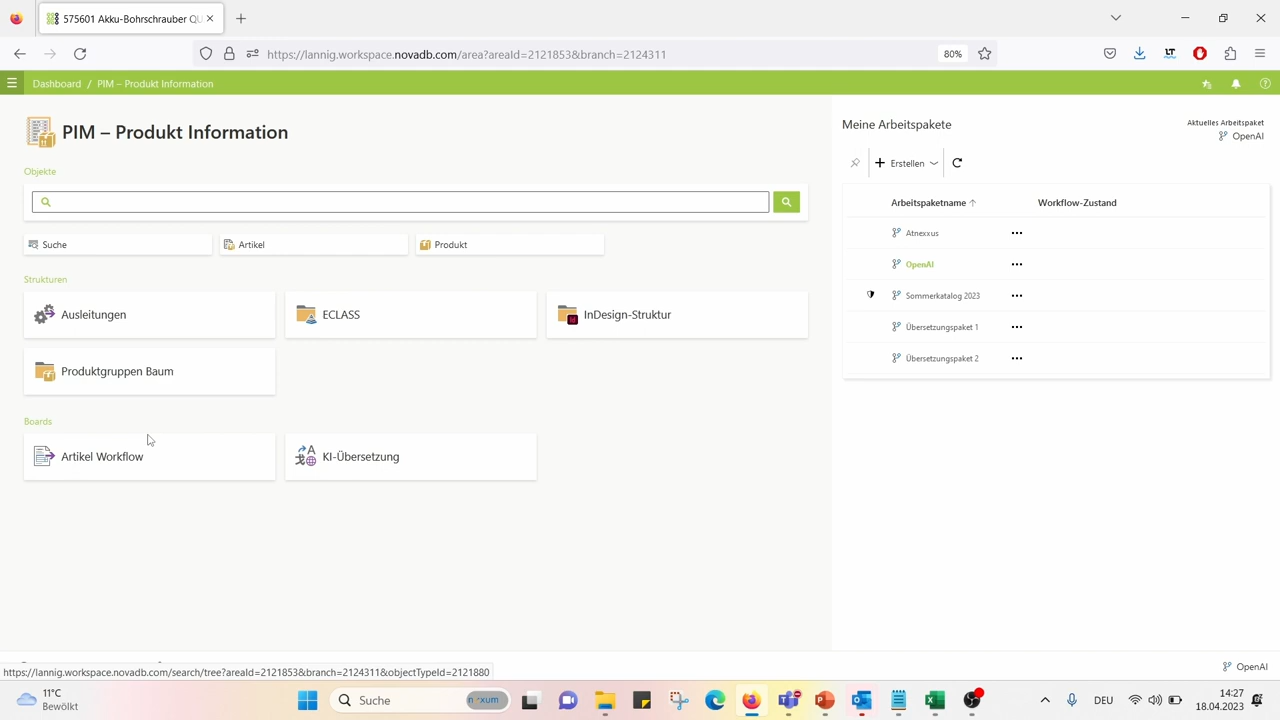 575601 Akku-Bohrschrauber QU
https://lannig.workspace.novadb.com/area?areaId=2121853&branch=2124311
80%
Dashboard / PIM – Produkt Information
PIM – Produkt Information
Objekte
Suche
Artikel
Produkt
Strukturen
Ausleitungen
ECLASS
InDesign-Struktur
Produktgruppen Baum
Boards
Artikel Workflow
KI-Übersetzung
Meine Arbeitspakete
Aktuelles Arbeitspaket
OpenAI
Erstellen
Arbeitspaketname
Workflow-Zustand
Atnexxus
OpenAI
Sommerkatalog 2023
Übersetzungspaket 1
Übersetzungspaket 2
https://lannig.workspace.novadb.com/search/tree?areaId=2121853&branch=2124311&objectTypeId=2121880
OpenAI
11°C
Bewölkt
Suche
DEU
14:27
18.04.2023